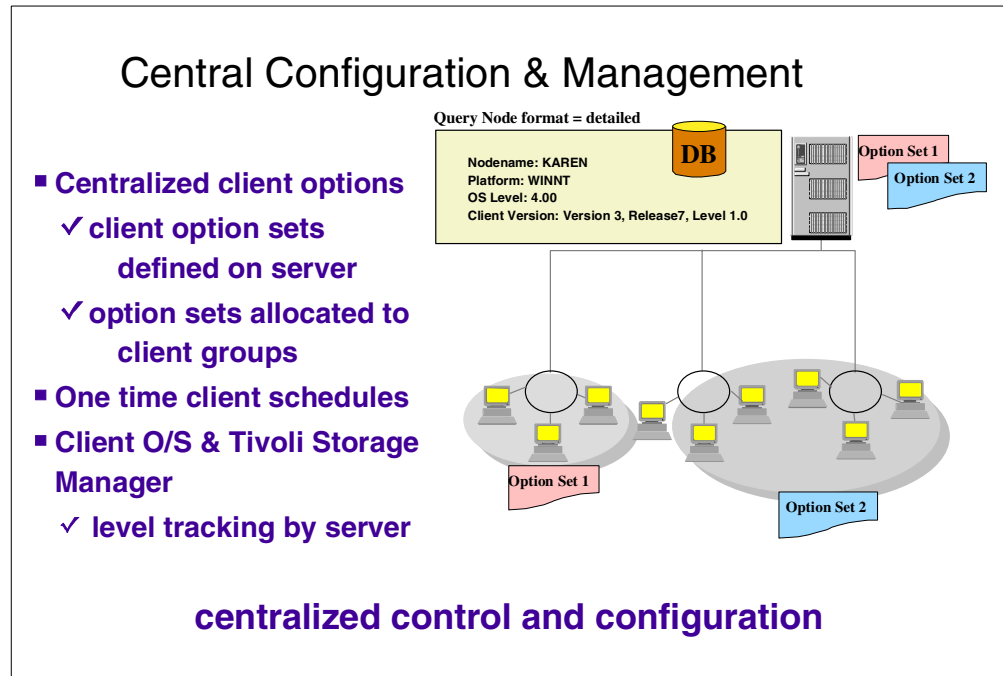 Central Configuration & Management
Query Node format = detailed
DB
Nodename: KAREN
Platform: WINNT
OS Level: 4.00
Client Version: Version 3, Release7, Level 1.0
Option Set 1
Option Set 2
Centralized client options
client option sets
defined on server
option sets allocated to
client groups
One time client schedules
Client O/S & Tivoli Storage
Manager
level tracking by server
Option Set 1
Option Set 2
centralized control and configuration